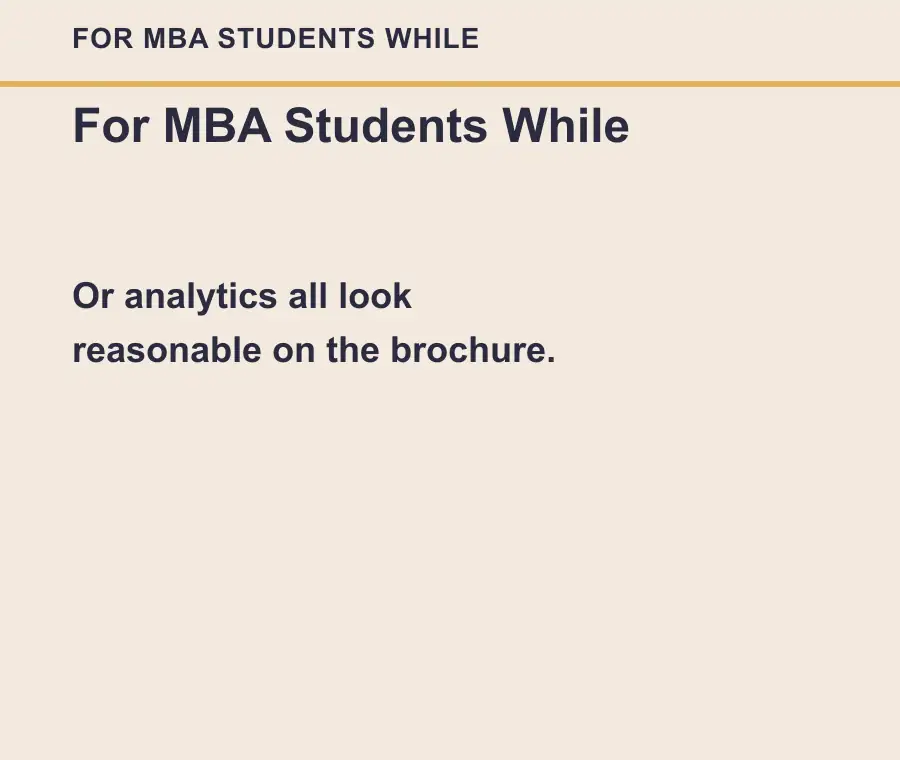 FOR MBA STUDENTS WHILE
For MBA Students While
Or analytics all look
reasonable on the brochure.